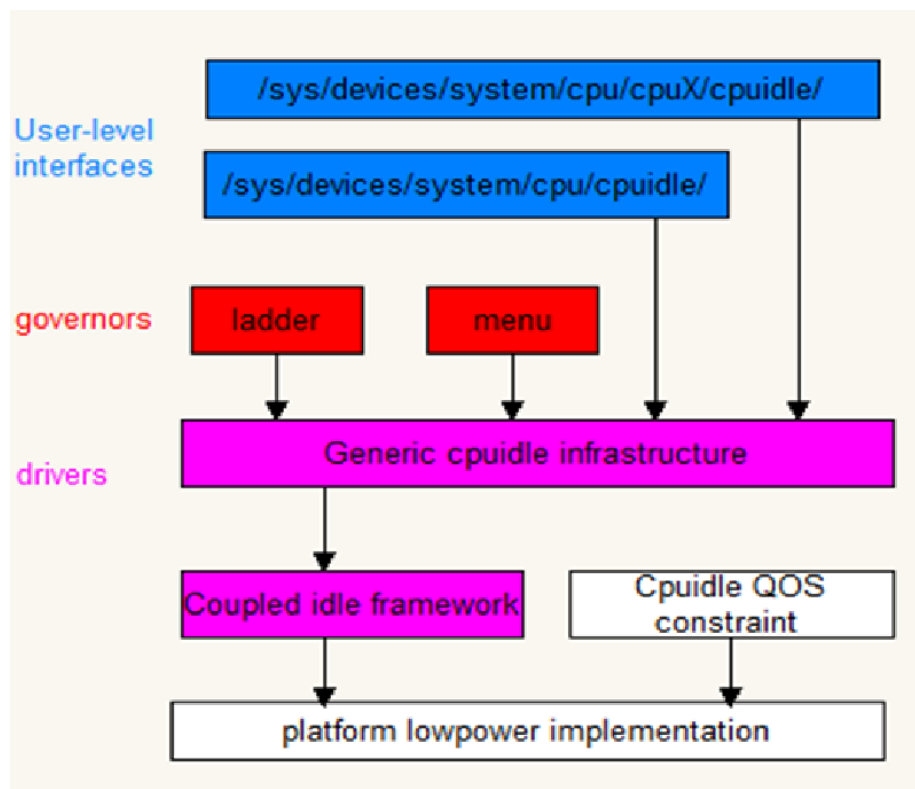 /sys/devices/system/cpu/cpuX/cpuidle/
User-level
interfaces
/sys/devices/system/cpu/cpuidle/
governors
ladder
menu
Generic cpuidle infrastructure
drivers
Coupled idle framework
Cpuidle QOS
constraint
platform lowpower implementation